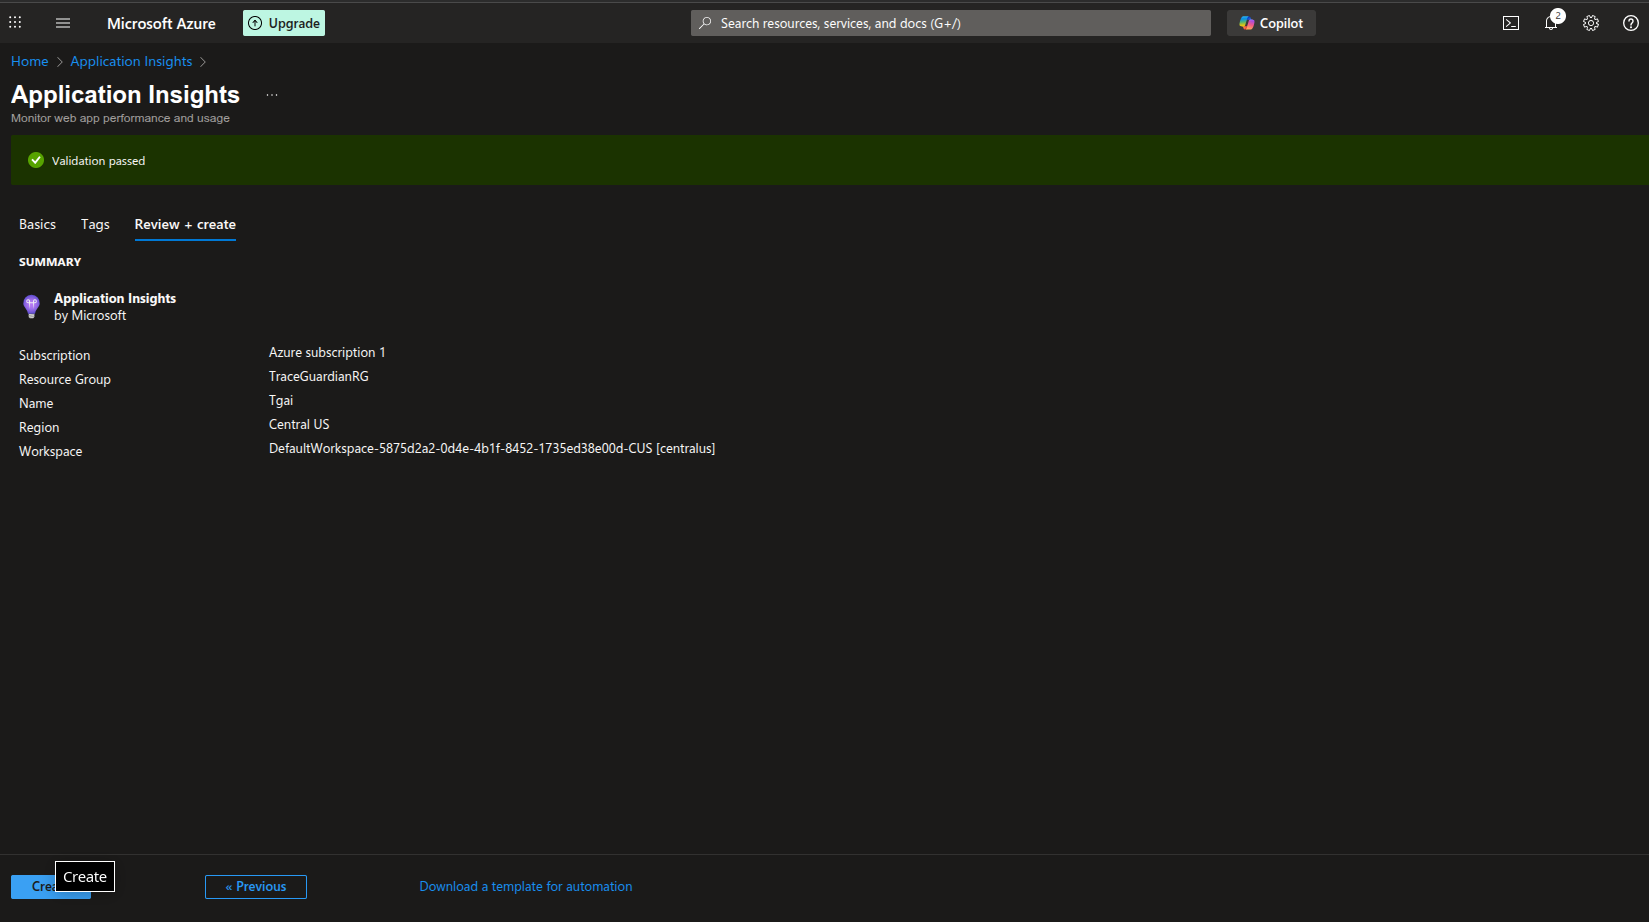 Microsoft Azure
Upgrade
Search resources, services, and docs (G+/)
Copilot
2
Home > Application Insights >
Application Insights ...
Monitor web app performance and usage
Validation passed
Basics Tags Review + create
SUMMARY
Application Insights
by Microsoft
Subscription Azure subscription 1
Resource Group TraceGuardianRG
Name Tgai
Region Central US
Workspace DefaultWorkspace-5875d2a2-0d4e-4b1f-8452-1735ed38e00d-CUS [centralus]
Create
« Previous
Download a template for automation